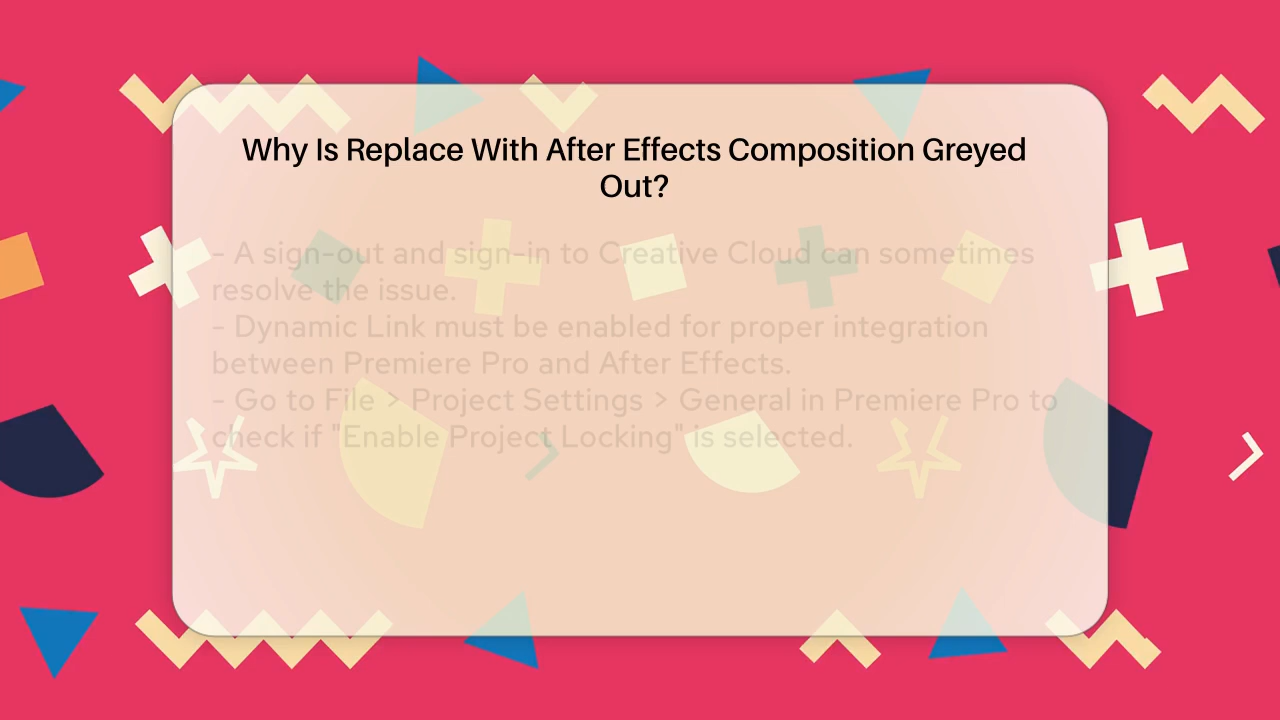 Why Is Replace With After Effects Composition Greyed
Out?
- A sign-out and sign-in to Creative Cloud can sometimes
resolve the issue.
- Dynamic Link must be enabled for proper integration
between Premiere Pro and After Effects.
- Go to File > Project Settings > General in Premiere Pro to
check if "Enable Project Locking" is selected.